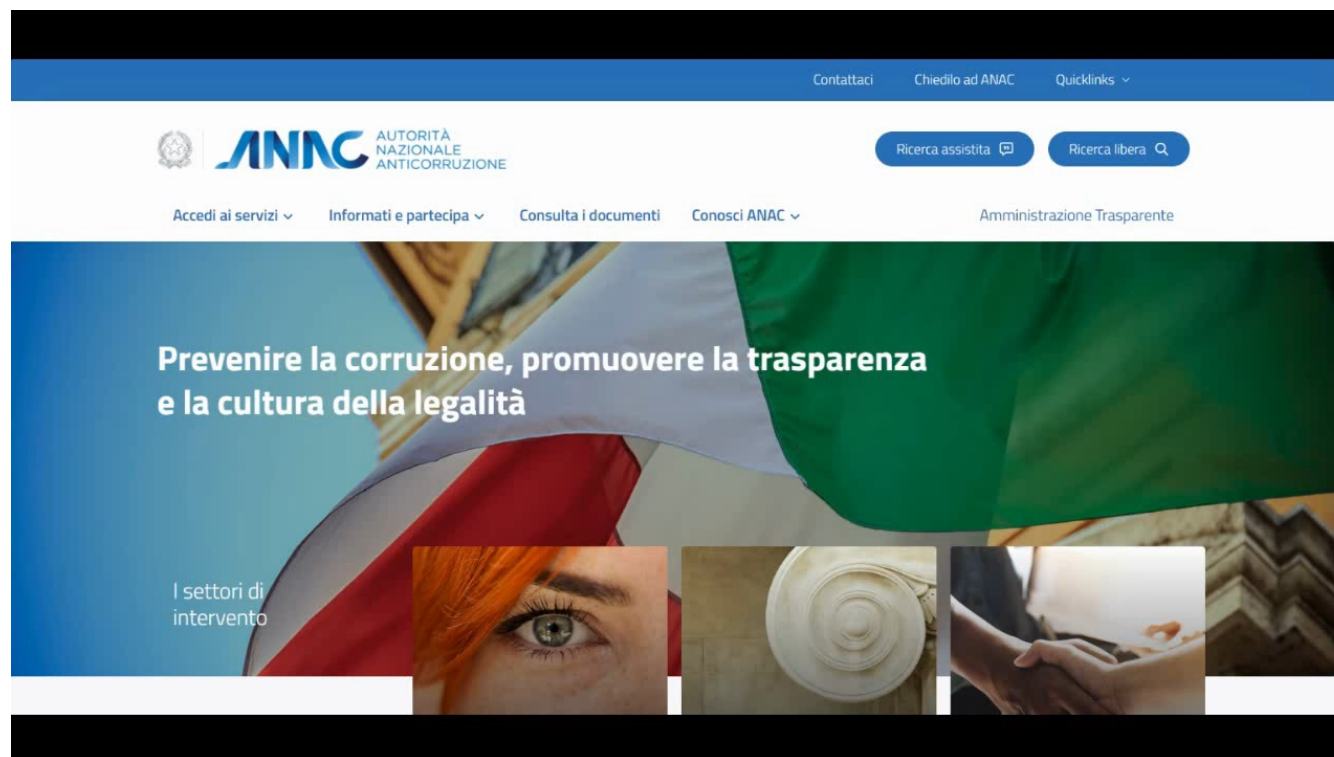 Contattaci
Chiedilo ad ANAC
Quicklinks
ANAC
AUTORITÀ
NAZIONALE
ANTICORRUZIONE
Ricerca assistita
Ricerca libera
Accedi ai servizi
Informati e partecipa
Consulta i documenti
Conosci ANAC
Amministrazione Trasparente
Prevenire la corruzione, promuovere la trasparenza
e la cultura della legalità
I settori di
intervento